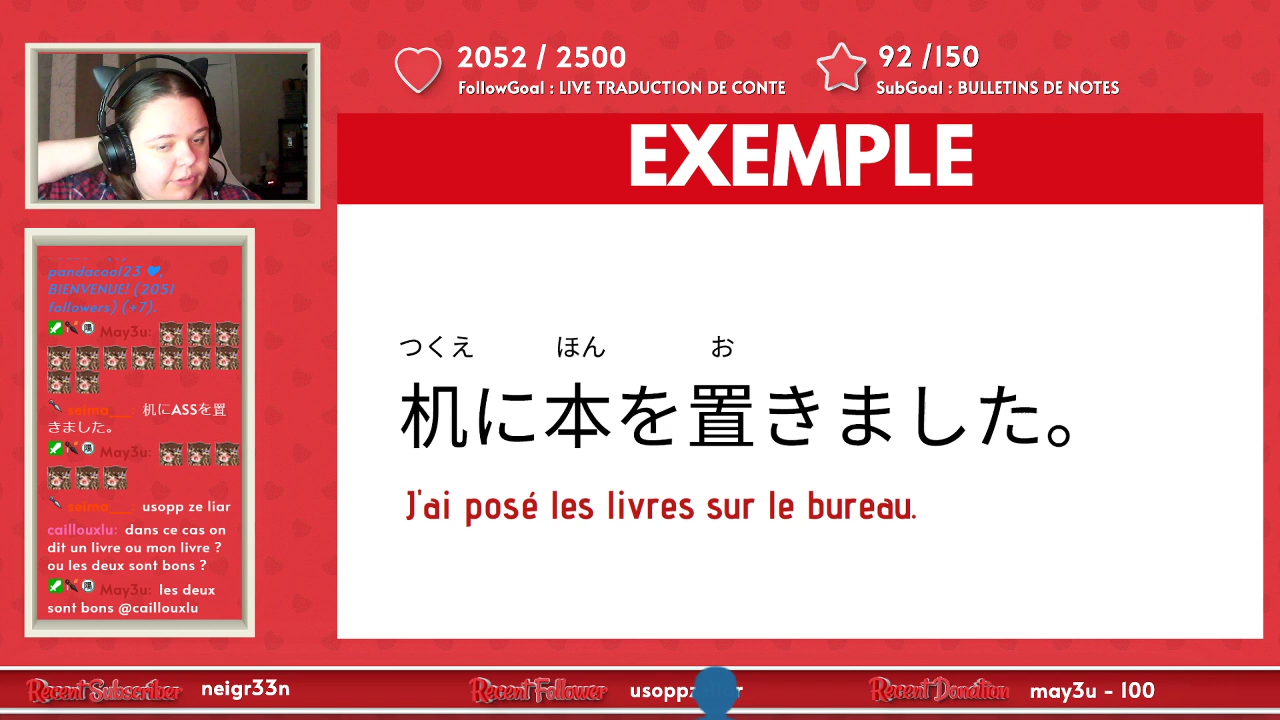 2052 / 2500
FollowGoal : LIVE TRADUCTION DE CONTE
92 /150
SubGoal : BULLETINS DE NOTES
EXEMPLE
つくえ ほん お
机に本を置きました。
J'ai posé les livres sur le bureau.
pandacool23
BIENVENUE! (2051
followers) (+7).
May3u:
seima___: 机にASSを置
きました。
May3u:
seima___: usopp ze liar
caillouxlu: dans ce cas on
dit un livre ou mon livre ?
ou les deux sont bons ?
May3u: les deux
sont bons @caillouxlu
Recent Subscriber neigr33n
Recent Follower
Recent Donation may3u - 100